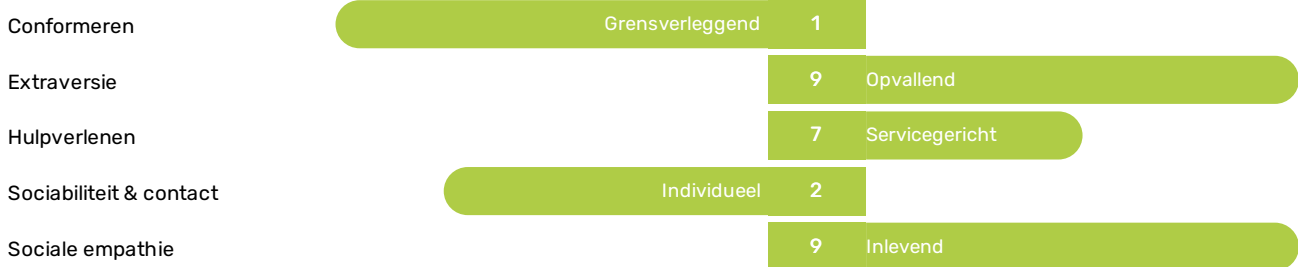 Conformeren Grensverleggend 1
Extraversie 9 Opvallend
Hulpverlenen 7 Servicegericht
Sociabiliteit & contact Individueel 2
Sociale empathie 9 Inlevend